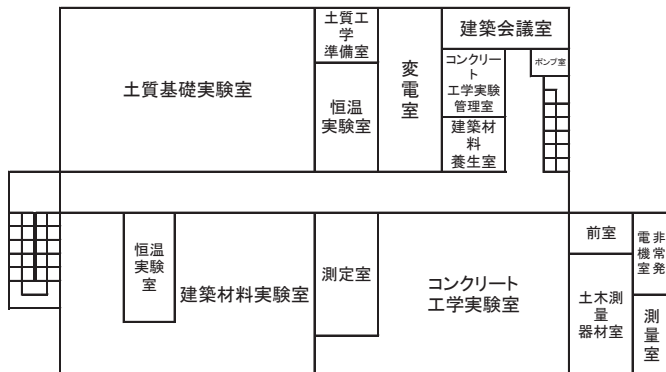 土質基礎実験室
土質工
学
準備室
恒温
実験室
変
電
室
建築会議室
コンクリー
ト
工学実験
管理室
ポンプ室
建築材
料
養生室
恒温
実験
室
建築材料実験室
測定室
コンクリート
工学実験室
前室
非常発
電機室
土木測
量
器材室
測
量
室